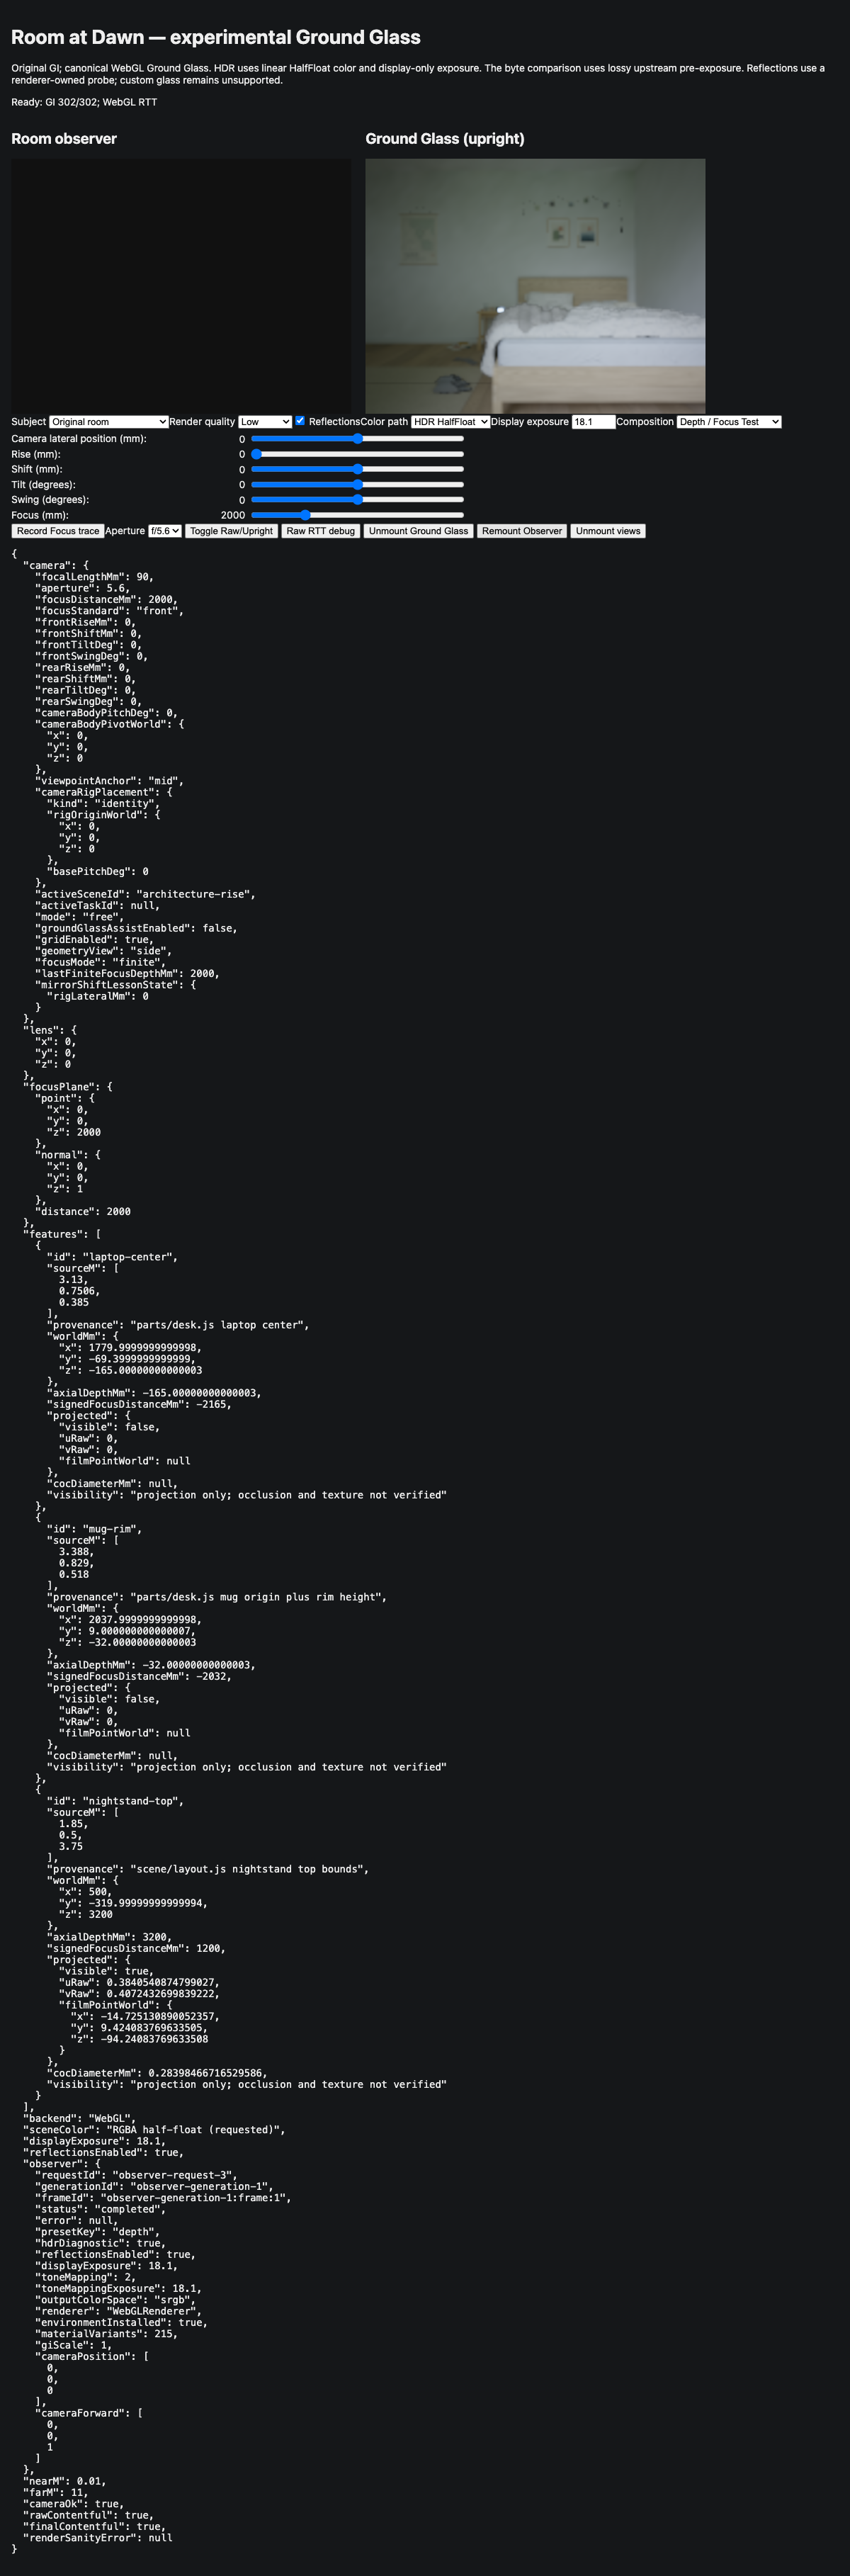 Room at Dawn — experimental Ground Glass
Original GI; canonical WebGL Ground Glass. HDR uses linear HalfFloat color and display-only exposure. The byte comparison uses lossy upstream pre-exposure. Reflections use a
renderer-owned probe; custom glass remains unsupported.
Ready: GI 302/302; WebGL RTT
Room observer
Ground Glass (upright)
Subject Original room Render quality Low Reflections Color path HDR HalfFloat Display exposure 18.1 Composition Depth / Focus Test
Camera lateral position (mm): 0
Rise (mm): 0
Shift (mm): 0
Tilt (degrees): 0
Swing (degrees): 0
Focus (mm): 2000
Record Focus trace Aperture f/5.6 Toggle Raw/Upright Raw RTT debug Unmount Ground Glass Remount Observer Unmount views
{
"camera": {
"focalLengthMm": 90,
"aperture": 5.6,
"focusDistanceMm": 2000,
"focusStandard": "front",
"frontRiseMm": 0,
"frontShiftMm": 0,
"frontTiltDeg": 0,
"frontSwingDeg": 0,
"rearRiseMm": 0,
"rearShiftMm": 0,
"rearTiltDeg": 0,
"rearSwingDeg": 0,
"cameraBodyPitchDeg": 0,
"cameraBodyPivotWorld": {
"x": 0,
"y": 0,
"z": 0
},
"viewpointAnchor": "mid",
"cameraRigPlacement": {
"kind": "identity",
"rigOriginWorld": {
"x": 0,
"y": 0,
"z": 0
},
"basePitchDeg": 0
},
"activeSceneId": "architecture-rise",
"activeTaskId": null,
"mode": "free",
"groundGlassAssistEnabled": false,
"gridEnabled": true,
"geometryView": "side",
"focusMode": "finite",
"lastFiniteFocusDepthMm": 2000,
"mirrorShiftLessonState": {
"rigLateralMm": 0
}
},
"lens": {
"x": 0,
"y": 0,
"z": 0
},
"focusPlane": {
"point": {
"x": 0,
"y": 0,
"z": 2000
},
"normal": {
"x": 0,
"y": 0,
"z": 1
},
"distance": 2000
},
"features": [
{
"id": "laptop-center",
"sourceM": [
3.13,
0.7506,
0.385
],
"provenance": "parts/desk.js laptop center",
"worldMm": {
"x": 1779.9999999999998,
"y": -69.3999999999999,
"z": -165.00000000000003
},
"axialDepthMm": -165.00000000000003,
"signedFocusDistanceMm": -2165,
"projected": {
"visible": false,
"uRaw": 0,
"vRaw": 0,
"filmPointWorld": null
},
"cocDiameterMm": null,
"visibility": "projection only; occlusion and texture not verified"
},
{
"id": "mug-rim",
"sourceM": [
3.388,
0.829,
0.518
],
"provenance": "parts/desk.js mug origin plus rim height",
"worldMm": {
"x": 2037.9999999999998,
"y": 9.000000000000007,
"z": -32.00000000000003
},
"axialDepthMm": -32.00000000000003,
"signedFocusDistanceMm": -2032,
"projected": {
"visible": false,
"uRaw": 0,
"vRaw": 0,
"filmPointWorld": null
},
"cocDiameterMm": null,
"visibility": "projection only; occlusion and texture not verified"
},
{
"id": "nightstand-top",
"sourceM": [
1.85,
0.5,
3.75
],
"provenance": "scene/layout.js nightstand top bounds",
"worldMm": {
"x": 500,
"y": -319.99999999999994,
"z": 3200
},
"axialDepthMm": 3200,
"signedFocusDistanceMm": 1200,
"projected": {
"visible": true,
"uRaw": 0.3840540874799027,
"vRaw": 0.4072432699839222,
"filmPointWorld": {
"x": -14.725130890052357,
"y": 9.424083769633505,
"z": -94.24083769633508
}
},
"cocDiameterMm": 0.28398466716529586,
"visibility": "projection only; occlusion and texture not verified"
}
],
"backend": "WebGL",
"sceneColor": "RGBA half-float (requested)",
"displayExposure": 18.1,
"reflectionsEnabled": true,
"observer": {
"requestId": "observer-request-3",
"generationId": "observer-generation-1",
"frameId": "observer-generation-1:frame:1",
"status": "completed",
"error": null,
"presetKey": "depth",
"hdrDiagnostic": true,
"reflectionsEnabled": true,
"displayExposure": 18.1,
"toneMapping": 2,
"toneMappingExposure": 18.1,
"outputColorSpace": "srgb",
"renderer": "WebGLRenderer",
"environmentInstalled": true,
"materialVariants": 215,
"giScale": 1,
"cameraPosition": [
0,
0,
0
],
"cameraForward": [
0,
0,
1
]
},
"nearM": 0.01,
"farM": 11,
"cameraOk": true,
"rawContentful": true,
"finalContentful": true,
"renderSanityError": null
}